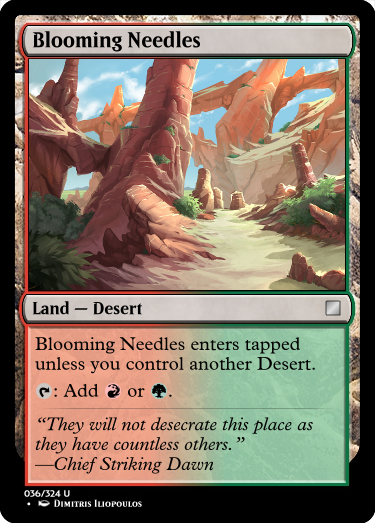 Blooming Needles
Land — Desert
Blooming Needles enters tapped
unless you control another Desert.
: Add or .
“They will not desecrate this place as
they have countless others.”
—Chief Striking Dawn
036/324 U
• Dimitris Iliopoulos